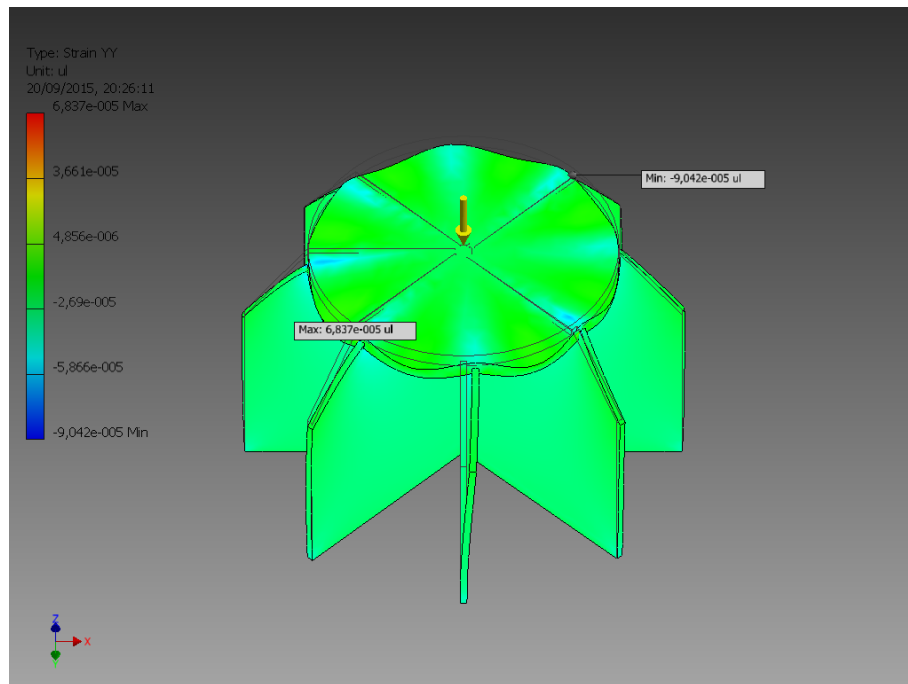 Type: Strain YY
Unit: ul
20/09/2015, 20:26:11
6,837e-005 Max
3,661e-005
4,856e-006
-2,69e-005
-5,866e-005
-9,042e-005 Min
Min: -9,042e-005 ul
Max: 6,837e-005 ul
Z
X
Y